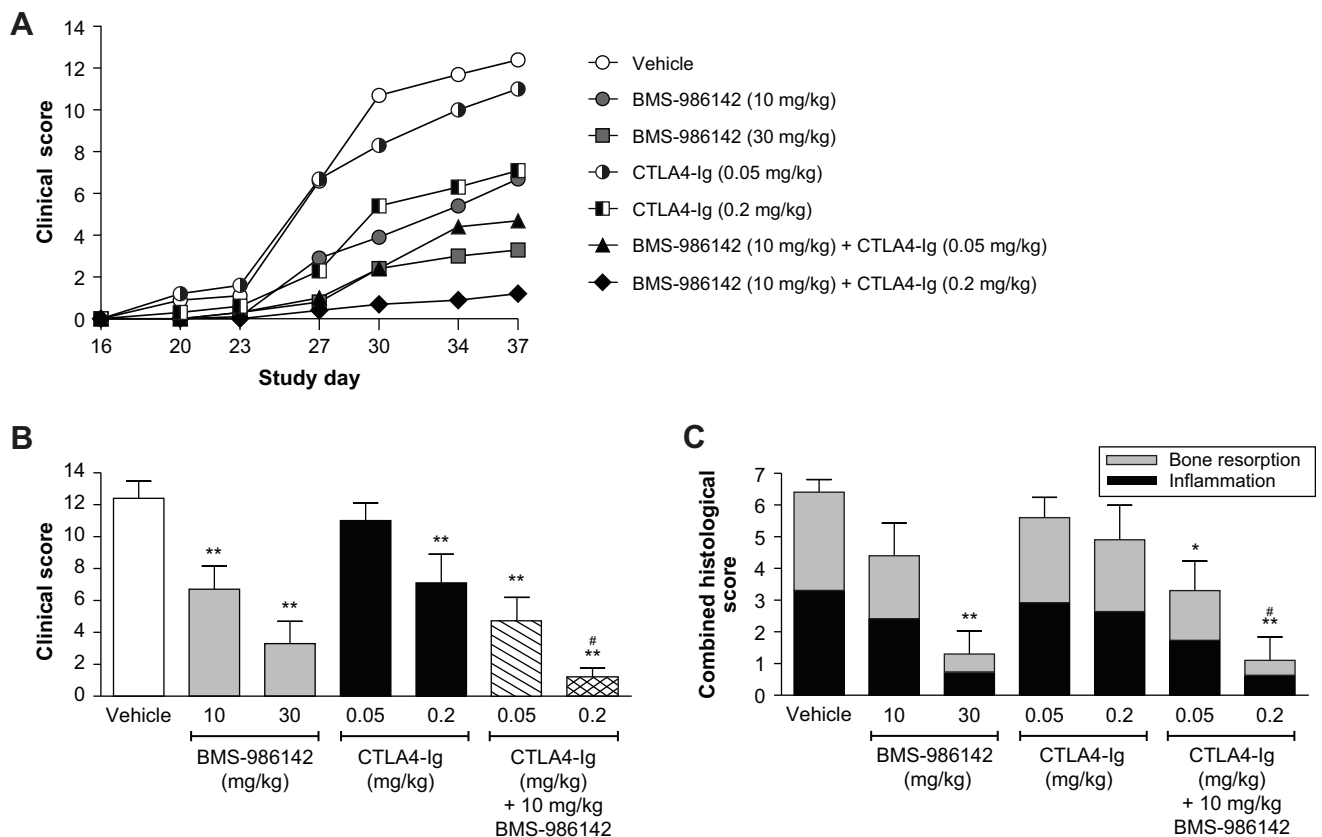 A
Clinical score
14
12
10
8
6
4
2
0
16 20 23 27 30 34 37
Study day
Vehicle
BMS-986142 (10 mg/kg)
BMS-986142 (30 mg/kg)
CTLA4-Ig (0.05 mg/kg)
CTLA4-Ig (0.2 mg/kg)
BMS-986142 (10 mg/kg) + CTLA4-Ig (0.05 mg/kg)
BMS-986142 (10 mg/kg) + CTLA4-Ig (0.2 mg/kg)
B
Clinical score
14
12
10
8
6
4
2
0
**
**
**
**
#
**
Vehicle 10 30 0.05 0.2 0.05 0.2
BMS-986142
(mg/kg)
CTLA4-Ig
(mg/kg)
CTLA4-Ig
(mg/kg)
+ 10 mg/kg
BMS-986142
C
Combined histological
score
Bone resorption
Inflammation
7
6
5
4
3
2
1
0
**
*
#
**
Vehicle 10 30 0.05 0.2 0.05 0.2
BMS-986142
(mg/kg)
CTLA4-Ig
(mg/kg)
CTLA4-Ig
(mg/kg)
+ 10 mg/kg
BMS-986142